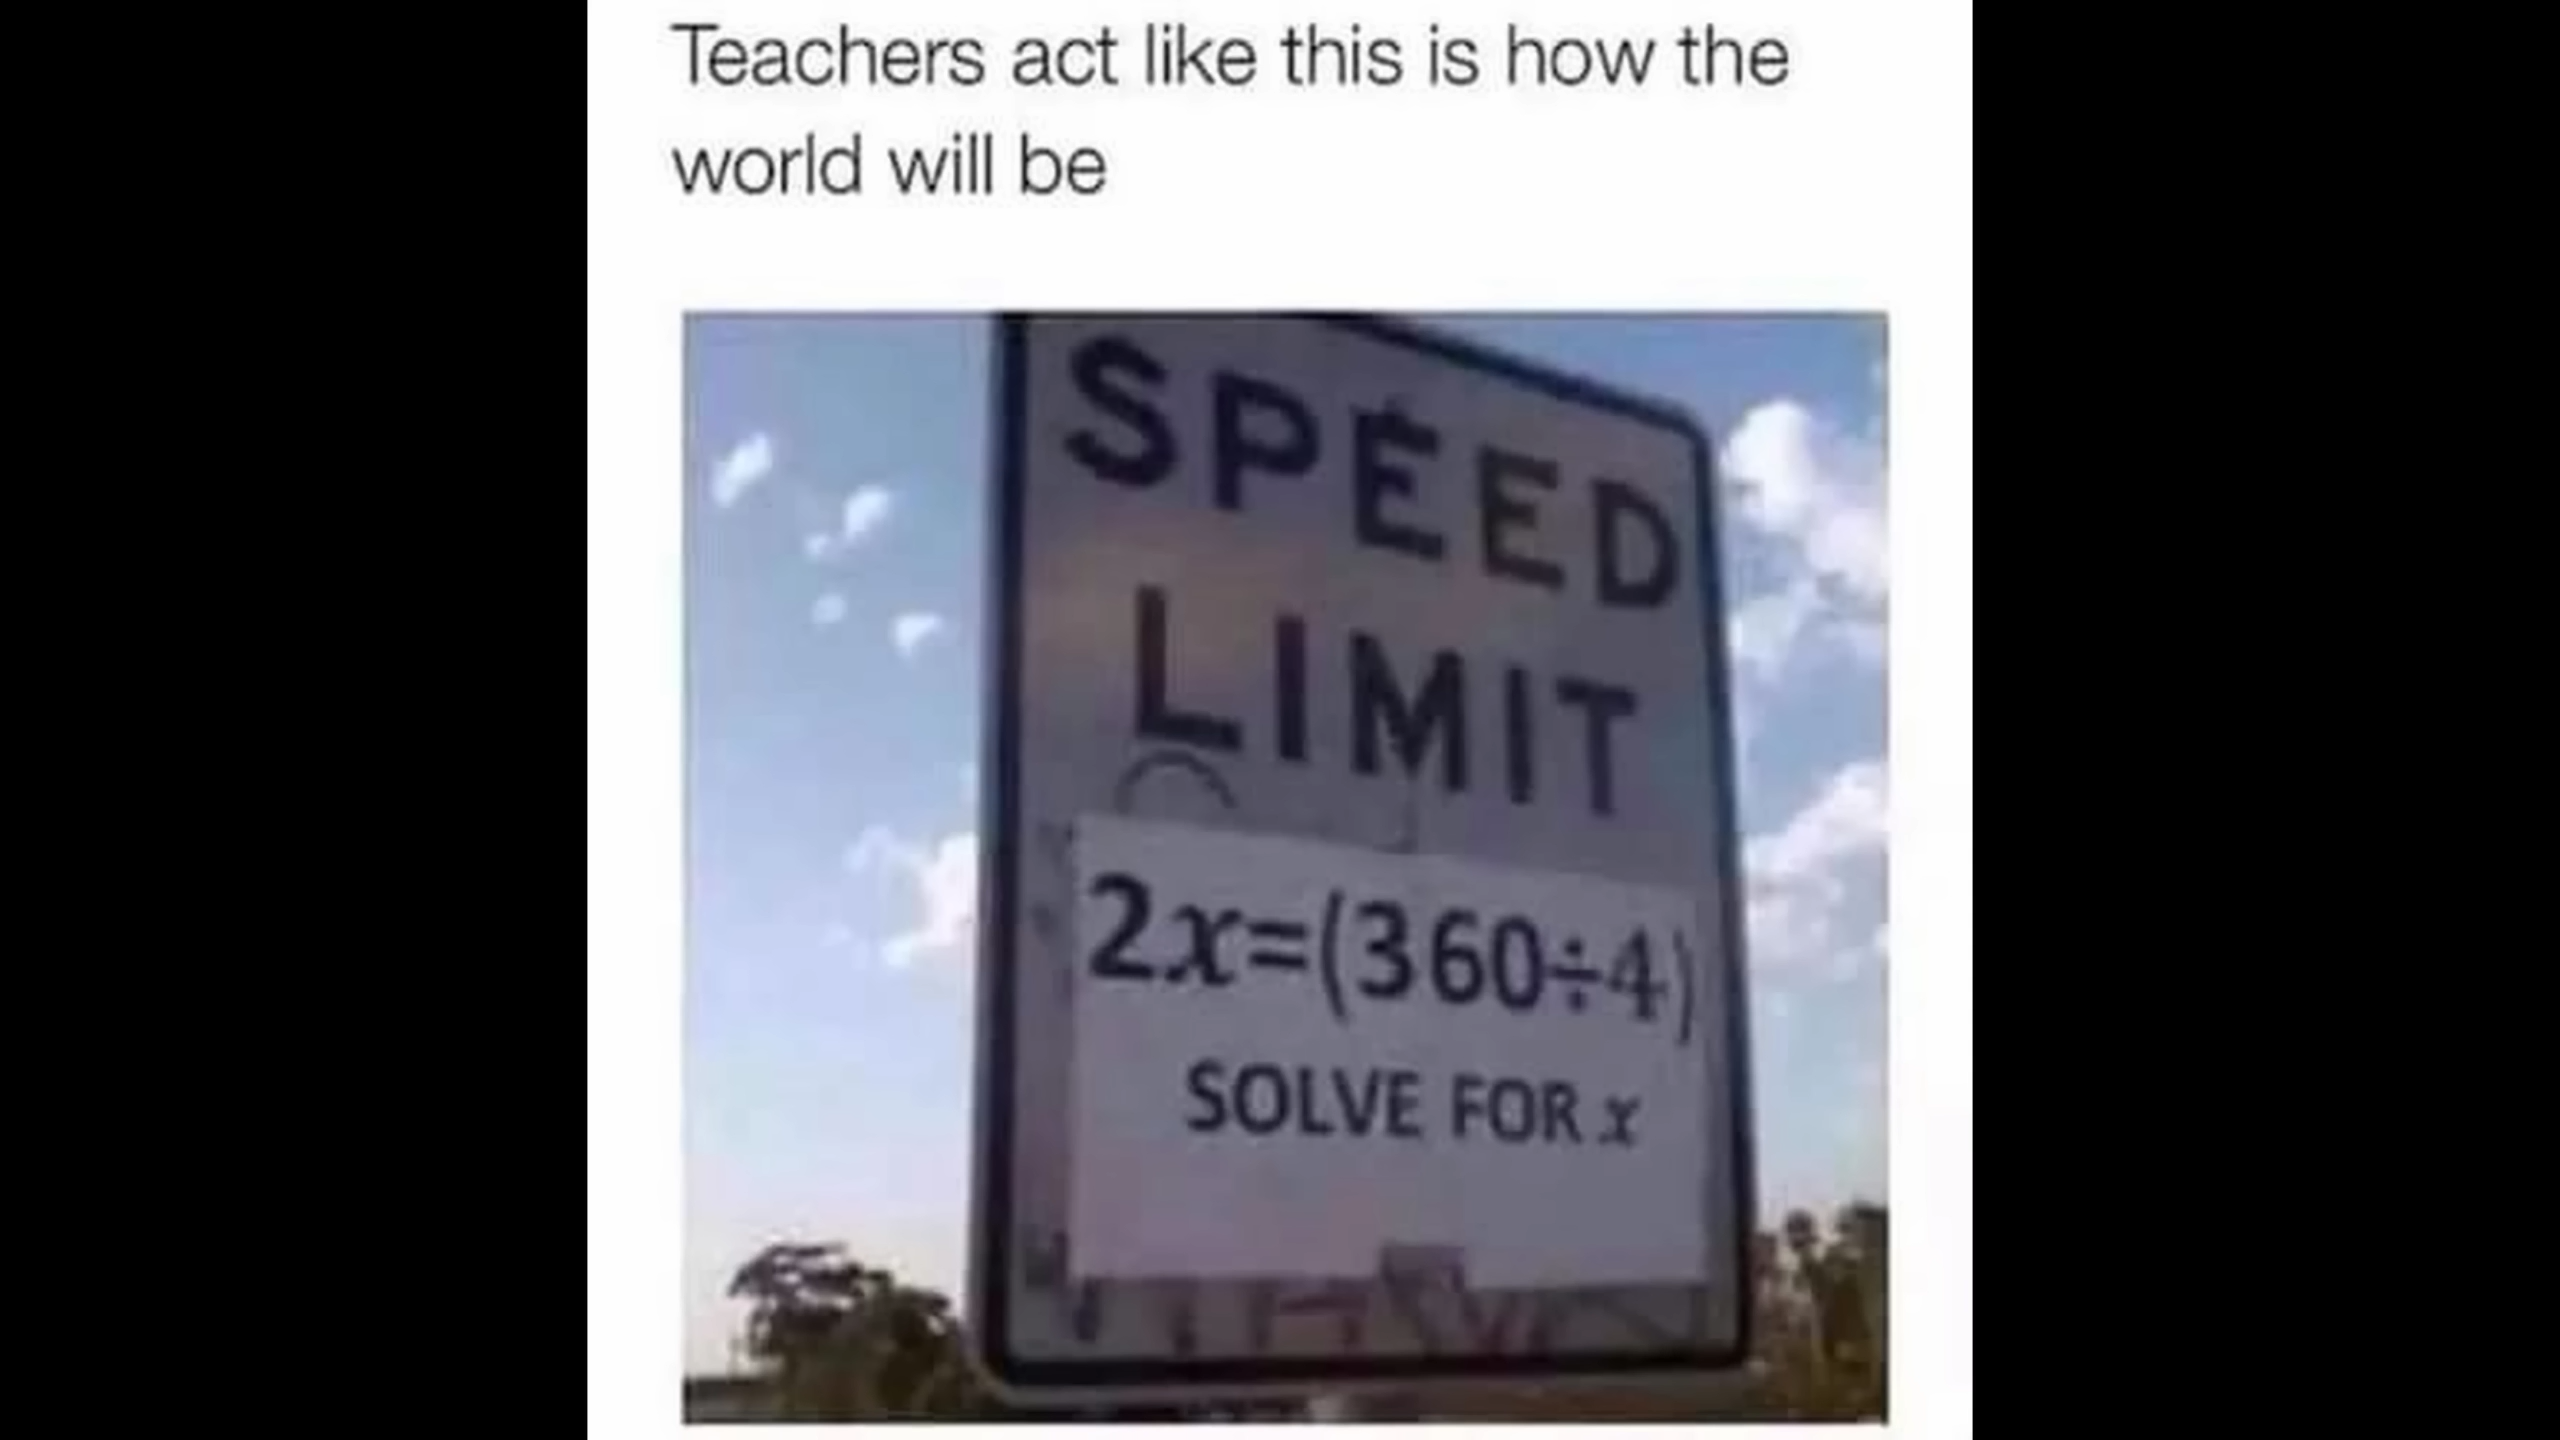 Teachers act like this is how the
world will be
SPEED
LIMIT
2x=(360÷4)
SOLVE FOR x